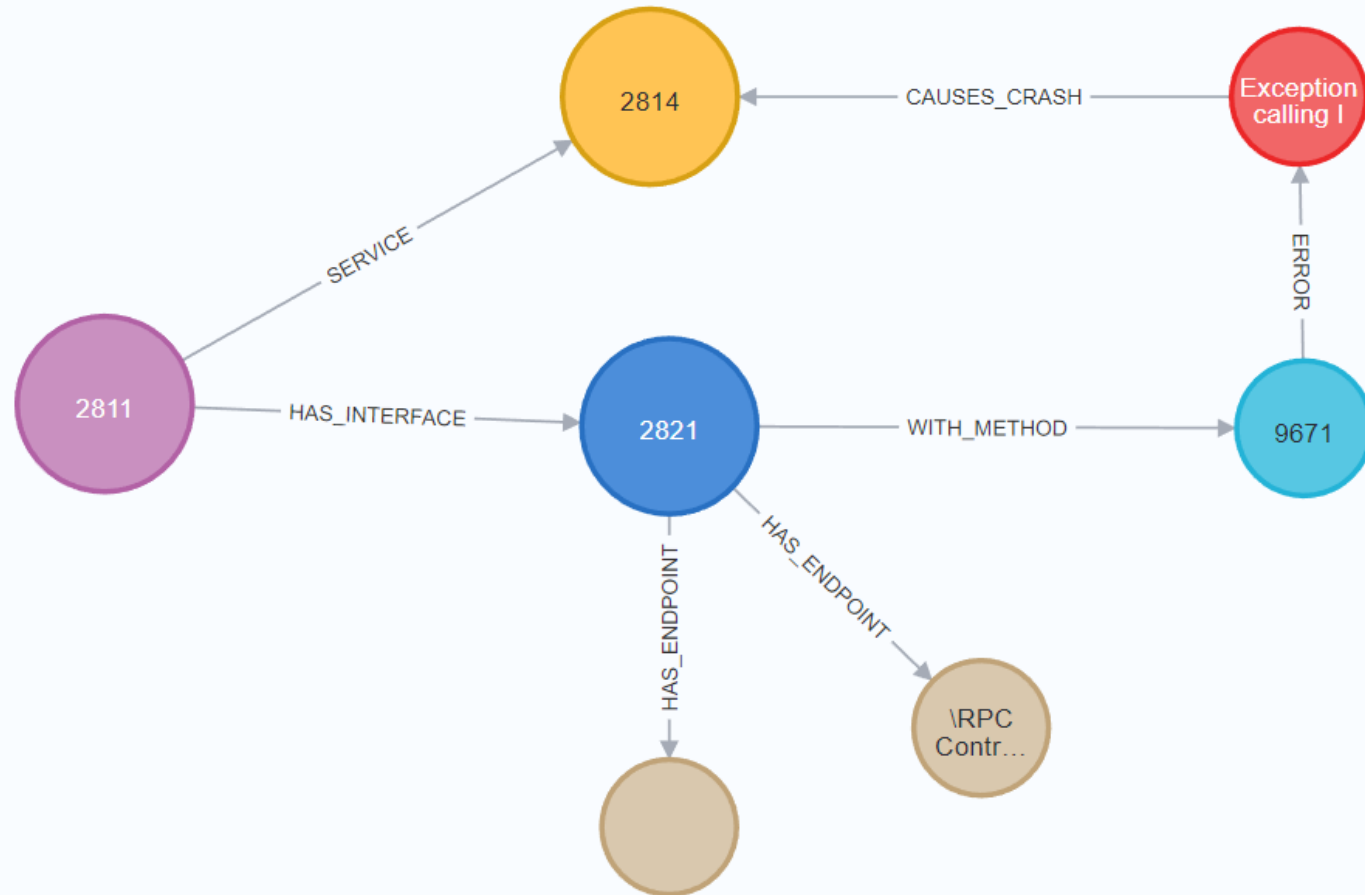 2814
CAUSES_CRASH
Exception
calling I
SERVICE
ERROR
2811
HAS_INTERFACE
2821
WITH_METHOD
9671
HAS_ENDPOINT
HAS_ENDPOINT
\RPC
Contr…